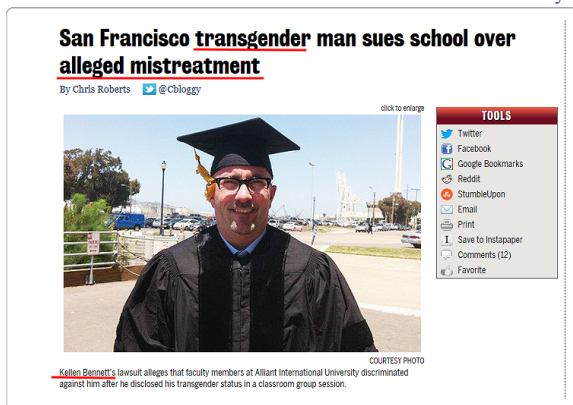 San Francisco transgender man sues school over
alleged mistreatment
By Chris Roberts @Cbloggy
click to enlarge
COURTESY PHOTO
Kellen Bennett's lawsuit alleges that faculty members at Alliant International University discriminated
against him after he disclosed his transgender status in a classroom group session.
TOOLS
Twitter
Facebook
Google Bookmarks
Reddit
StumbleUpon
Email
Print
Save to Instapaper
Comments (12)
Favorite